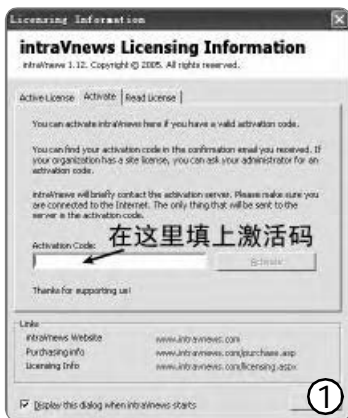 Licensing Information
intraVnews Licensing Information
intraVnews 1.12. Copyright © 2005. All rights reserved.
Active License Activate Read License
You can activate intraVnews here if you have a valid activation code.
You can find your activation code in the confirmation email you received. If
your organization has a site license, you can ask your administrator for an
activation code.
intraVnews will briefly contact the activation server. Please make sure you
are connected to the Internet. The only thing that will be sent to the
server is the activation code.
在这里填上激活码
Activation Code:
Activate
Thanks for supporting us!
Links
intraVnews Website www.intravnews.com
Purchasing info www.intravnews.com/purchase.asp
Licensing Info www.intravnews.com/licensing.aspx
Display this dialog when intraVnews starts
①